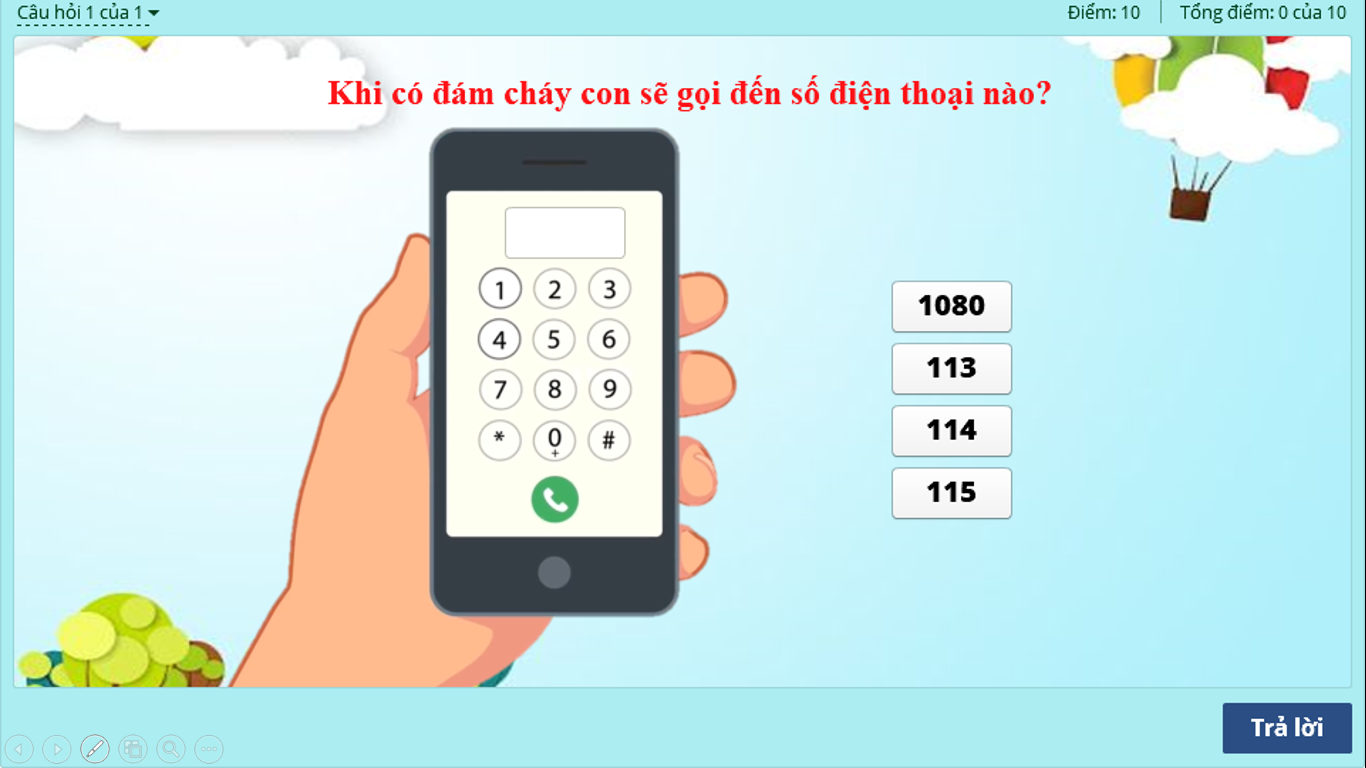 Câu hỏi 1 của 1
Điểm: 10
Tổng điểm: 0 của 10
Khi có đám cháy con sẽ gọi đến số điện thoại nào?
1 2 3
4 5 6
7 8 9
* 0 #
+
1080
113
114
115
Trả lời